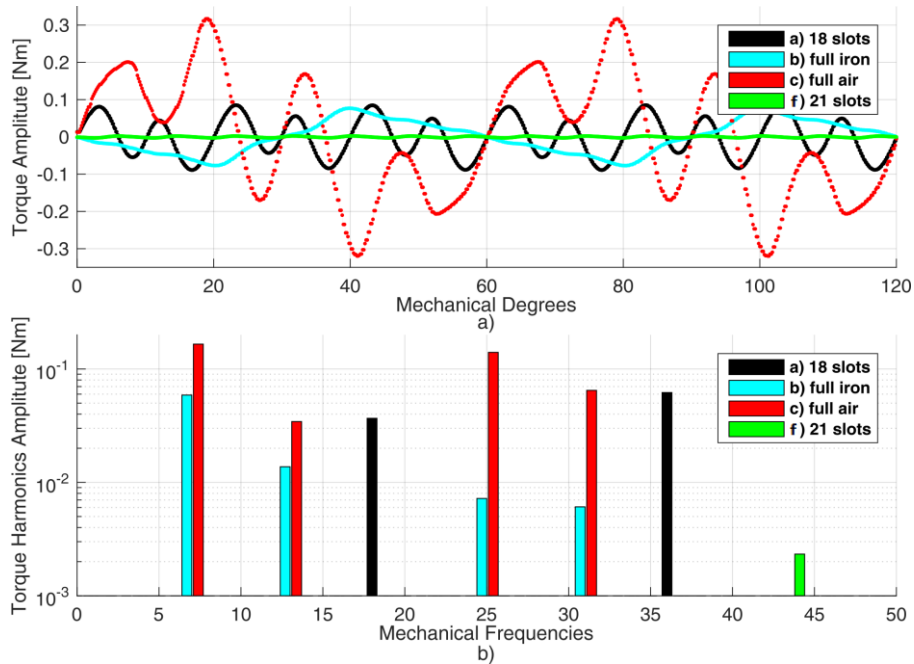 Torque Amplitute [Nm]
0.3
0.2
0.1
0
-0.1
-0.2
-0.3
a) 18 slots
b) full iron
c) full air
f) 21 slots
0 20 40 60 80 100 120
Mechanical Degrees
a)
Torque Harmonics Amplitute [Nm]
10-1
10-2
10-3
a) 18 slots
b) full iron
c) full air
f) 21 slots
0 5 10 15 20 25 30 35 40 45 50
Mechanical Frequencies
b)